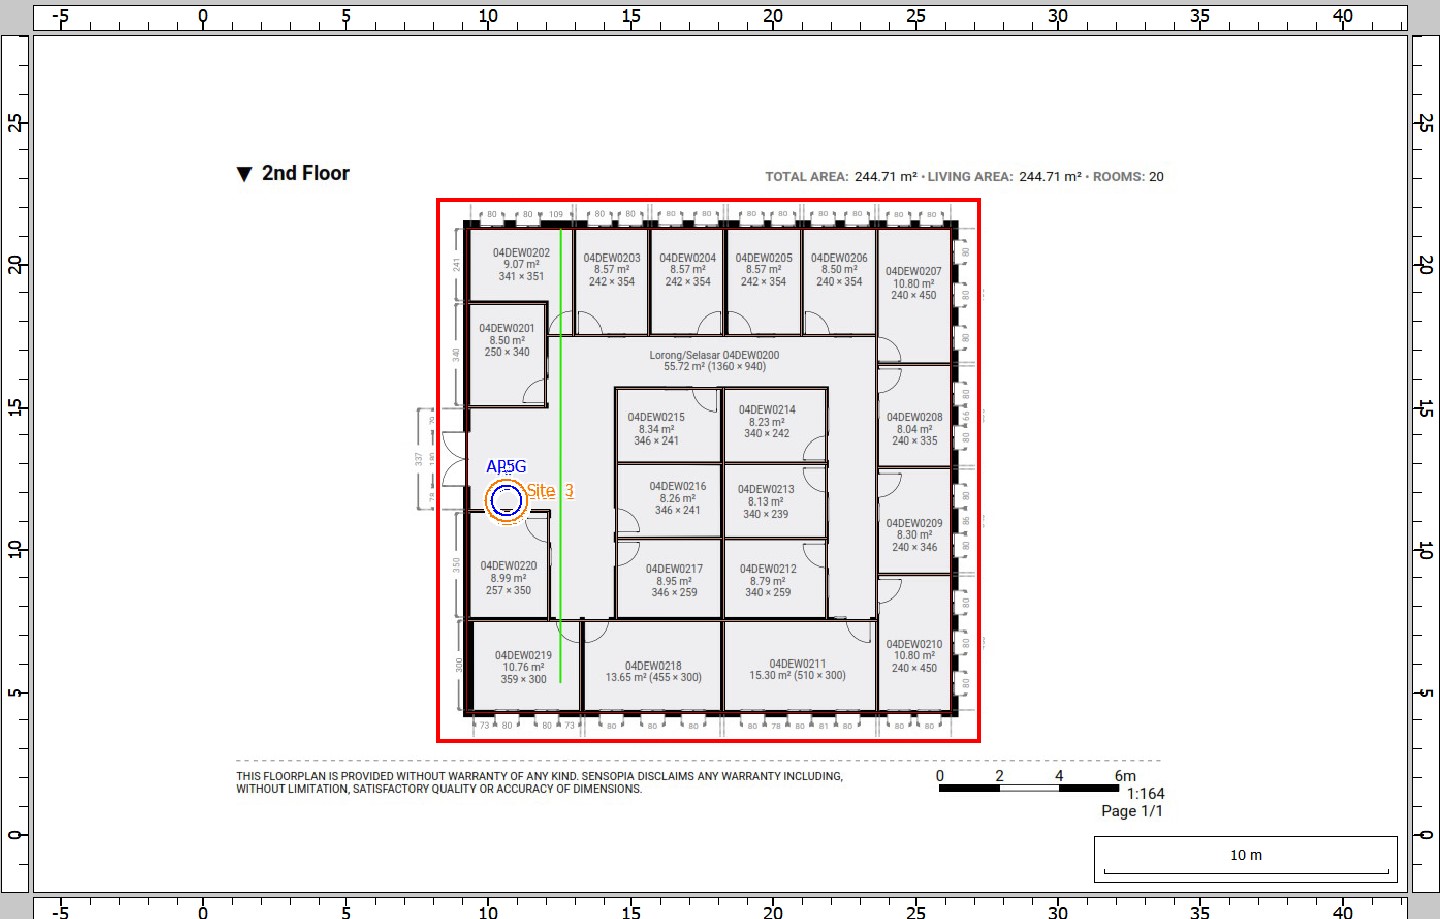 -5 0 5 10 15 20 25 30 35 40
▼ 2nd Floor
TOTAL AREA: 244.71 m² · LIVING AREA: 244.71 m² · ROOMS: 20
80 80 109 80 80 80 80 80 80 80 80 80 80
04DEW0202
9.07 m²
341 × 351
04DEW0203
8.57 m²
242 × 354
04DEW0204
8.57 m²
242 × 354
04DEW0205
8.57 m²
242 × 354
04DEW0206
8.50 m²
240 × 354
04DEW0207
10.80 m²
240 × 450
04DEW0201
8.50 m²
250 × 340
Lorong/Selasar 04DEW0200
55.72 m² (1360 × 940)
04DEW0215
8.34 m²
346 × 241
04DEW0214
8.23 m²
340 × 242
04DEW0208
8.04 m²
240 × 335
AP5G
Site 3
04DEW0216
8.26 m²
346 × 241
04DEW0213
8.13 m²
340 × 239
04DEW0209
8.30 m²
240 × 346
04DEW0220
8.99 m²
257 × 350
04DEW0217
8.95 m²
346 × 259
04DEW0212
8.79 m²
340 × 259
04DEW0219
10.76 m²
359 × 300
04DEW0218
13.65 m² (455 × 300)
04DEW0211
15.30 m² (510 × 300)
04DEW0210
10.80 m²
240 × 450
241
340
337
350
300
73 80 80 73 80 80 80 80 78 80 81 80 80 80
THIS FLOORPLAN IS PROVIDED WITHOUT WARRANTY OF ANY KIND. SENSOPIA DISCLAIMS ANY WARRANTY INCLUDING,
WITHOUT LIMITATION, SATISFACTORY QUALITY OR ACCURACY OF DIMENSIONS.
0 2 4 6m
1:164
Page 1/1
10 m
25
20
15
10
5
0
25
20
15
10
5
0
-5 0 5 10 15 20 25 30 35 40